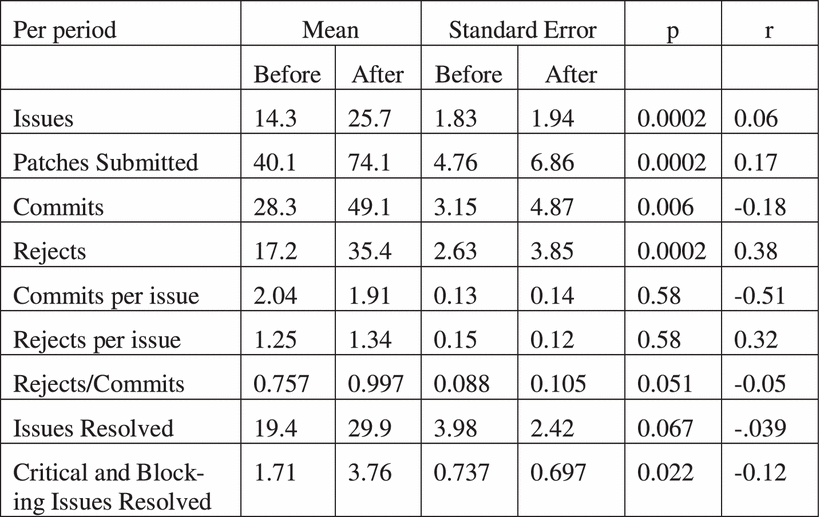 Per period Mean Standard Error p r
Before After Before After
Issues 14.3 25.7 1.83 1.94 0.0002 0.06
Patches Submitted 40.1 74.1 4.76 6.86 0.0002 0.17
Commits 28.3 49.1 3.15 4.87 0.006 -0.18
Rejects 17.2 35.4 2.63 3.85 0.0002 0.38
Commits per issue 2.04 1.91 0.13 0.14 0.58 -0.51
Rejects per issue 1.25 1.34 0.15 0.12 0.58 0.32
Rejects/Commits 0.757 0.997 0.088 0.105 0.051 -0.05
Issues Resolved 19.4 29.9 3.98 2.42 0.067 -.039
Critical and Block- 1.71 3.76 0.737 0.697 0.022 -0.12
ing Issues Resolved